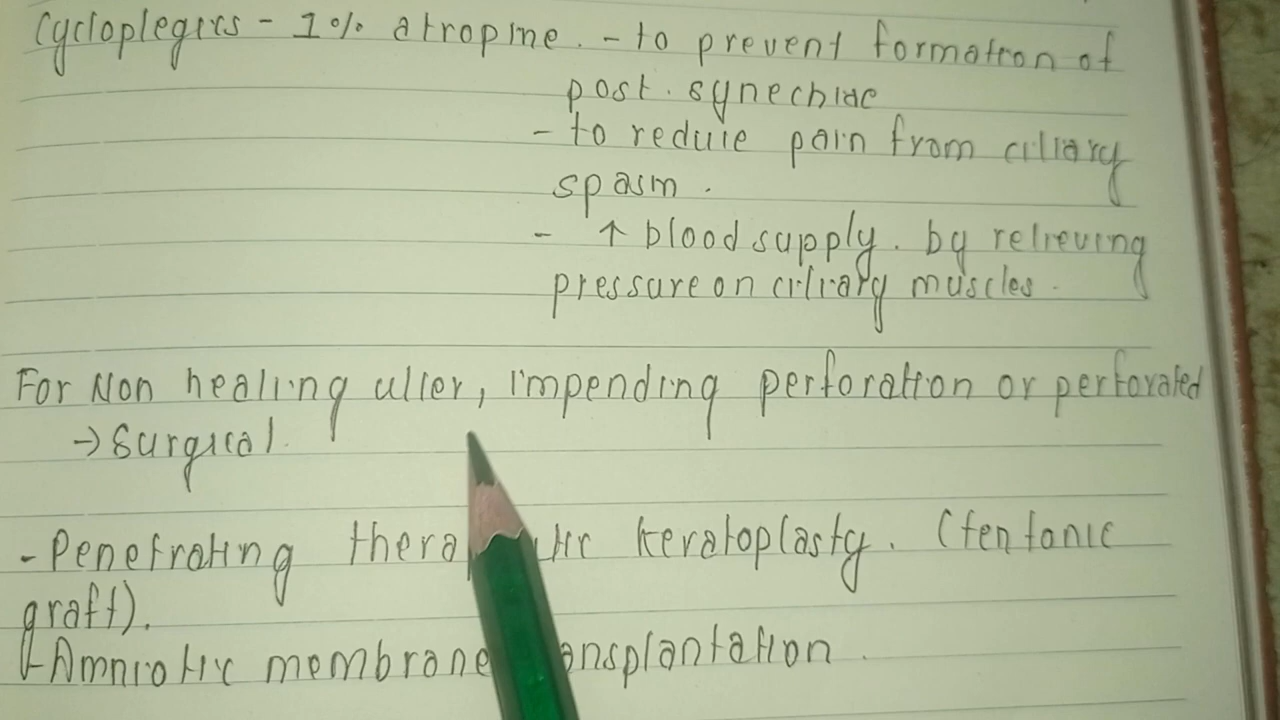 Cycloplegics - 1% atropine. - to prevent formation of
post. synechiae
- to reduce pain from ciliary
spasm.
- ↑ blood supply. by relieving
pressure on ciliary muscles.
For Non healing ulcer, impending perforation or perforated
→ Surgical.
- Penetrating thera utic keratoplasty. (tentonic
graft).
- Amniotic membrane ansplantation.